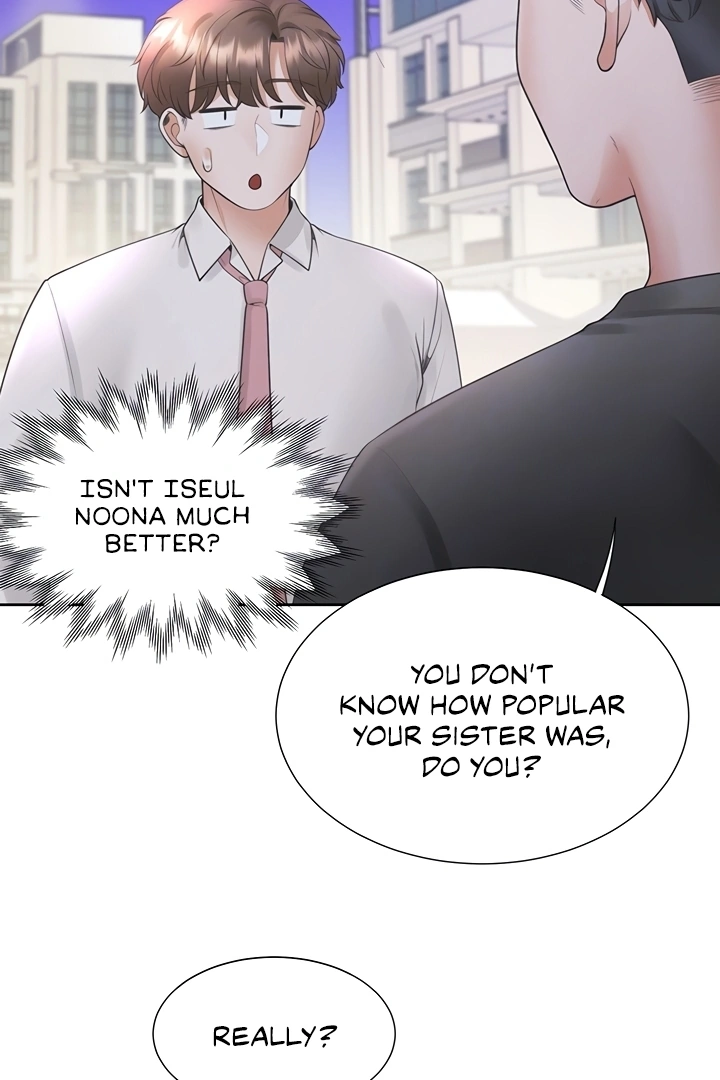 ISN'T ISEUL
NOONA MUCH
BETTER?
YOU DON'T
KNOW HOW POPULAR
YOUR SISTER WAS,
DO YOU?
REALLY?